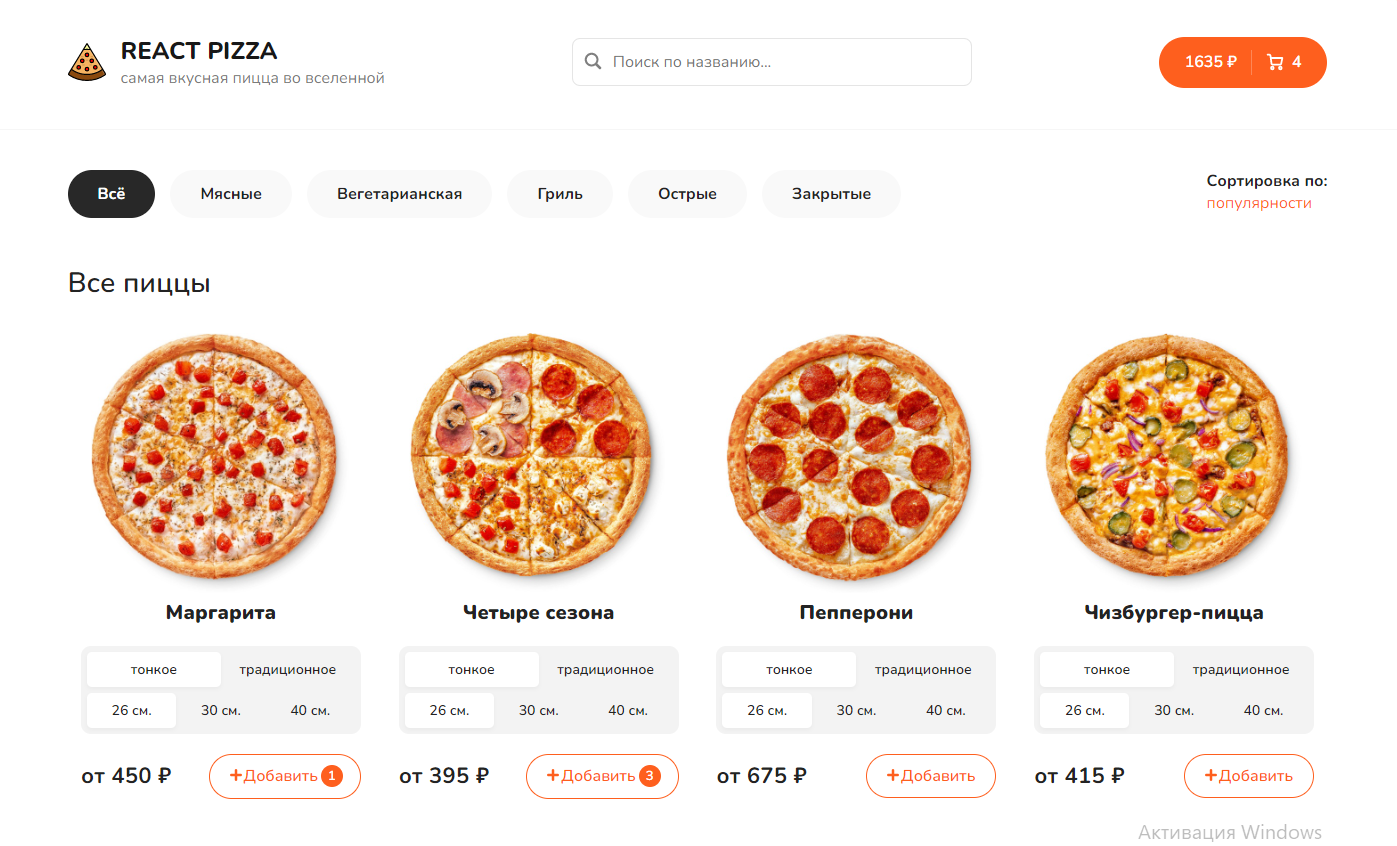 REACT PIZZA
самая вкусная пицца во вселенной
Поиск по названию...
1635 ₽ 4
Всё Мясные Вегетарианская Гриль Острые Закрытые
Сортировка по:
популярности
Все пиццы
Маргарита Четыре сезона Пепперони Чизбургер-пицца
тонкое традиционное тонкое традиционное тонкое традиционное тонкое традиционное
26 см. 30 см. 40 см. 26 см. 30 см. 40 см. 26 см. 30 см. 40 см. 26 см. 30 см. 40 см.
от 450 ₽ +Добавить 1 от 395 ₽ +Добавить 3 от 675 ₽ +Добавить от 415 ₽ +Добавить
Активация Windows